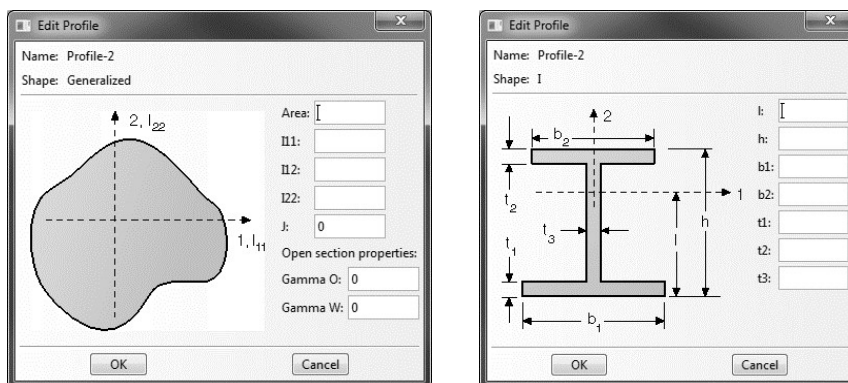 Edit Profile
X
Name: Profile-2
Shape: Generalized
2, I22
1, I11
Area:
I11:
I12:
I22:
J: 0
Open section properties:
Gamma O: 0
Gamma W: 0
OK
Cancel
Edit Profile
X
Name: Profile-2
Shape: I
2
b2
t2
1
h
t3
l
t1
b1
l:
h:
b1:
b2:
t1:
t2:
t3:
OK
Cancel